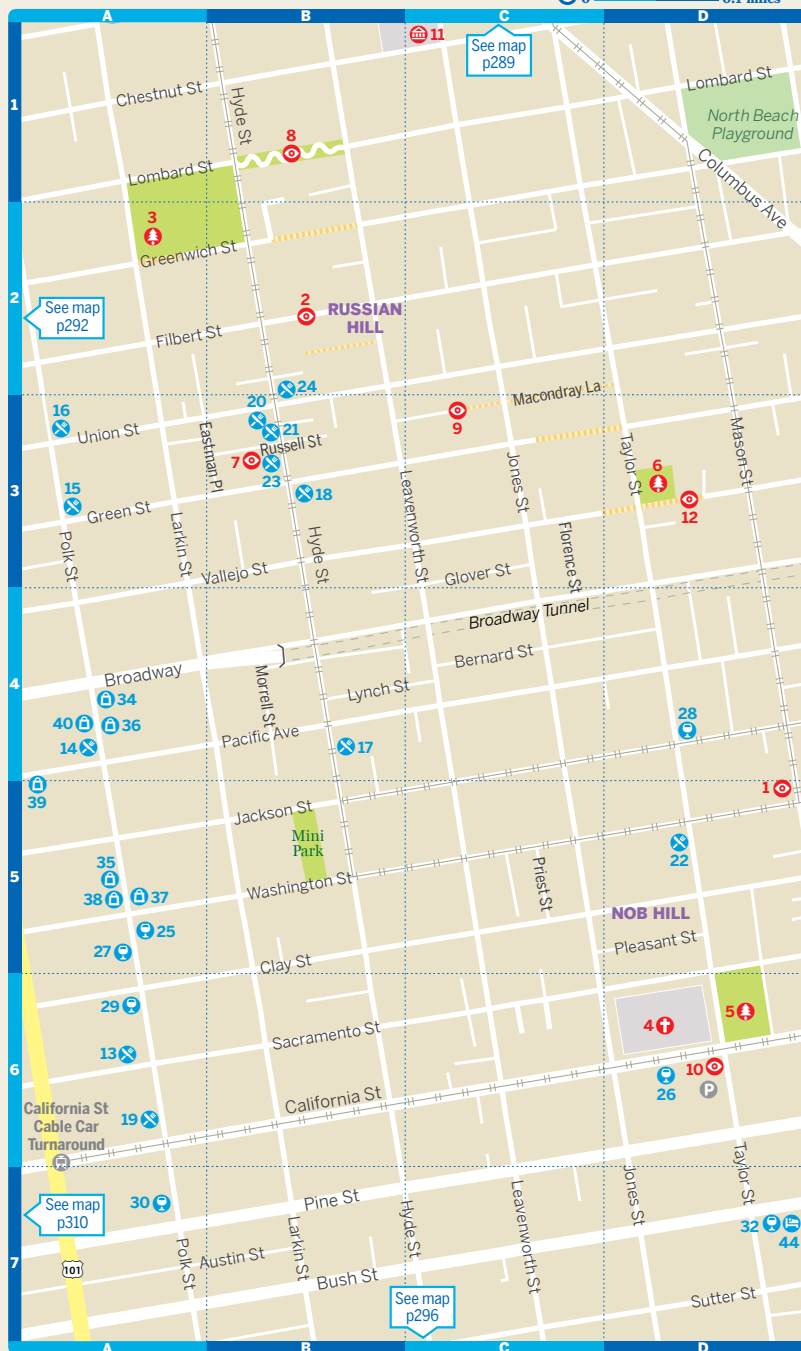 0 0.1 miles
A B C D
1
11
See map
p289
Lombard St
North Beach
Playground
Chestnut St
Hyde St
8
Columbus Ave
Lombard St
3
Greenwich St
2
See map
p292
2
RUSSIAN
HILL
Filbert St
24
Macondray La
16
20
21
Union St
Eastman Pl
Russell St
9
7
23
18
Jones St
Taylor St
6
Mason St
12
3
15
Green St
Polk St
Larkin St
Hyde St
Leavenworth St
Florence St
Vallejo St
Glover St
Broadway Tunnel
Broadway
Bernard St
4
34
Morrell St
Lynch St
40
36
14
Pacific Ave
17
28
39
1
Jackson St
Mini
Park
22
5
35
38
37
Washington St
Priest St
NOB HILL
25
27
Pleasant St
Clay St
29
Sacramento St
4
5
6
13
26
10
P
California St
California St
Cable Car
Turnaround
19
30
See map
p310
Pine St
Polk St
Larkin St
Hyde St
Leavenworth St
Jones St
Taylor St
32
44
7
101
Austin St
Bush St
See map
p296
Sutter St
A B C D